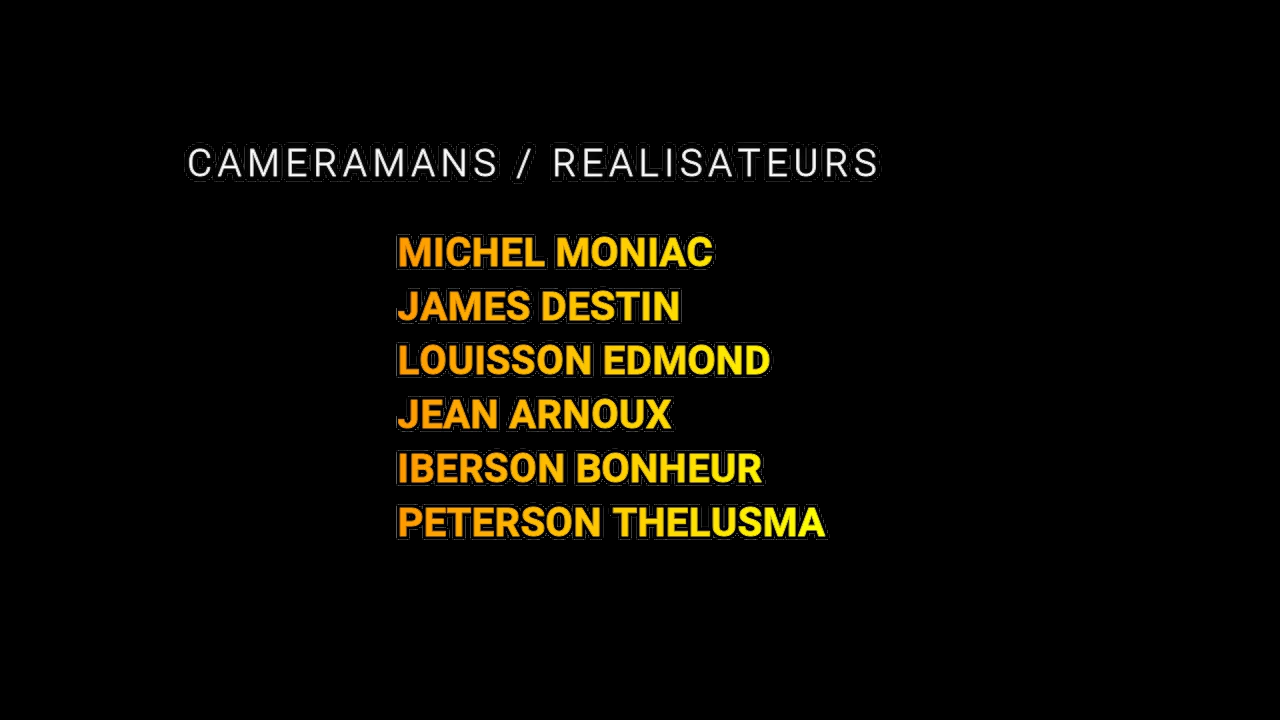 CAMERAMANS / REALISATEURS
MICHEL MONIAC
JAMES DESTIN
LOUISSON EDMOND
JEAN ARNOUX
IBERSON BONHEUR
PETERSON THELUSMA